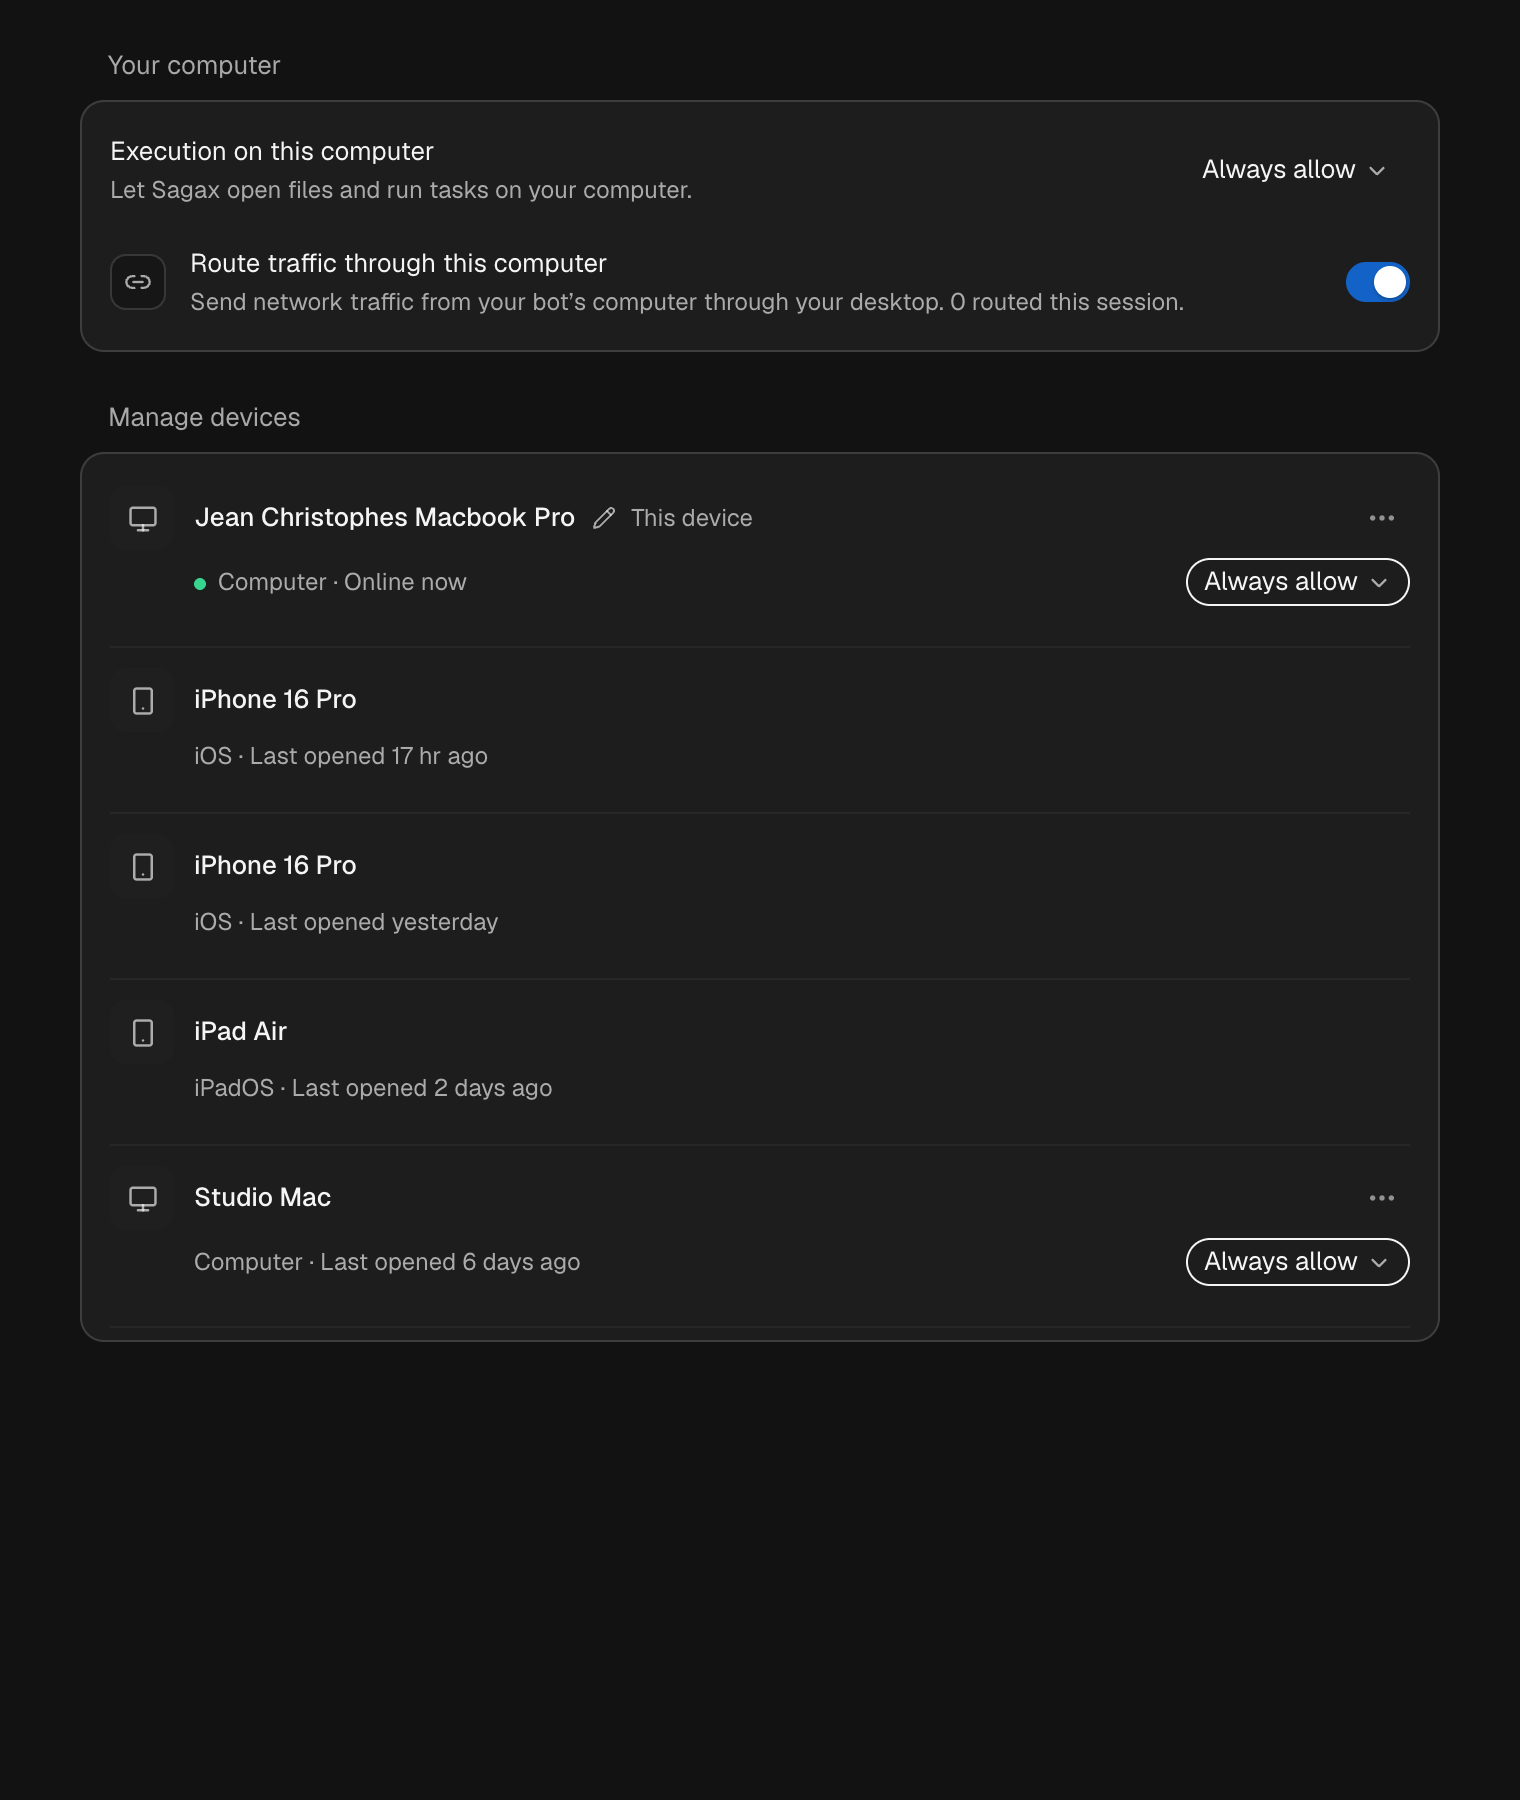 Your computer
Execution on this computer
Let Sagax open files and run tasks on your computer.
Always allow
Route traffic through this computer
Send network traffic from your bot’s computer through your desktop. 0 routed this session.
Manage devices
Jean Christophes Macbook Pro This device
Computer · Online now
Always allow
iPhone 16 Pro
iOS · Last opened 17 hr ago
iPhone 16 Pro
iOS · Last opened yesterday
iPad Air
iPadOS · Last opened 2 days ago
Studio Mac
Computer · Last opened 6 days ago
Always allow